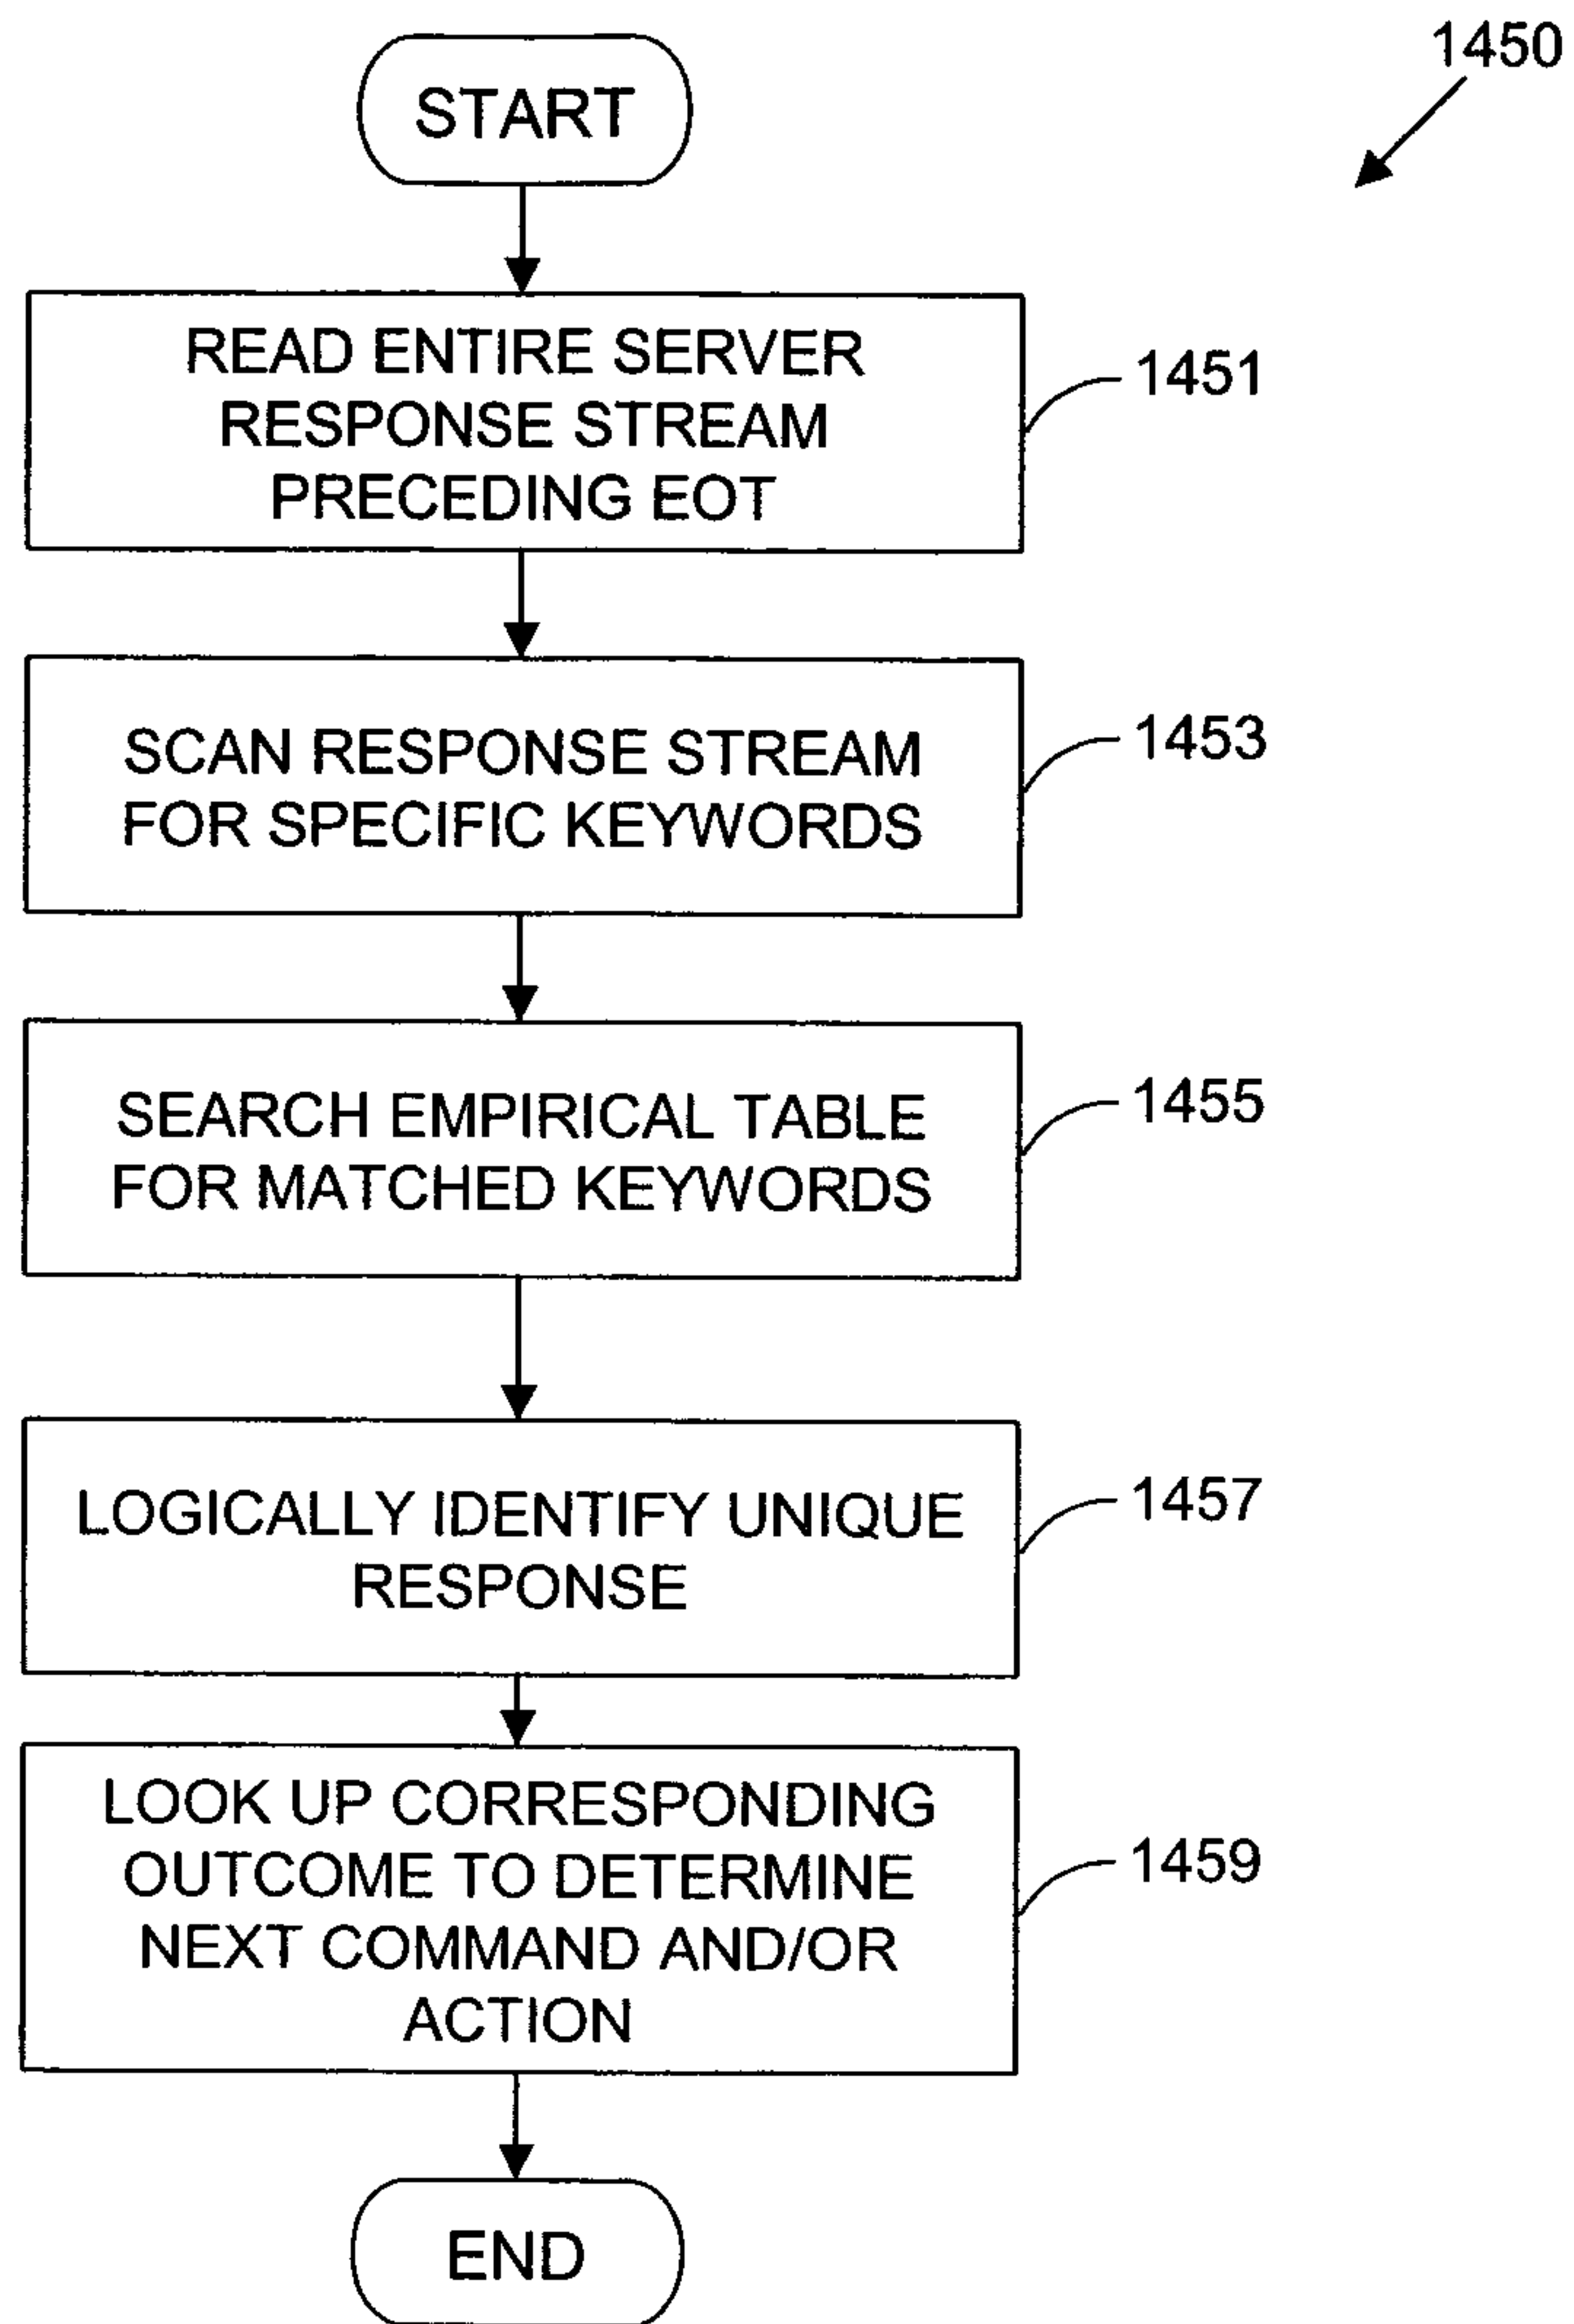 1450
START
READ ENTIRE SERVER
RESPONSE STREAM
PRECEDING EOT
1451
SCAN RESPONSE STREAM
FOR SPECIFIC KEYWORDS
1453
SEARCH EMPIRICAL TABLE
FOR MATCHED KEYWORDS
1455
LOGICALLY IDENTIFY UNIQUE
RESPONSE
1457
LOOK UP CORRESPONDING
OUTCOME TO DETERMINE
NEXT COMMAND AND/OR
ACTION
1459
END